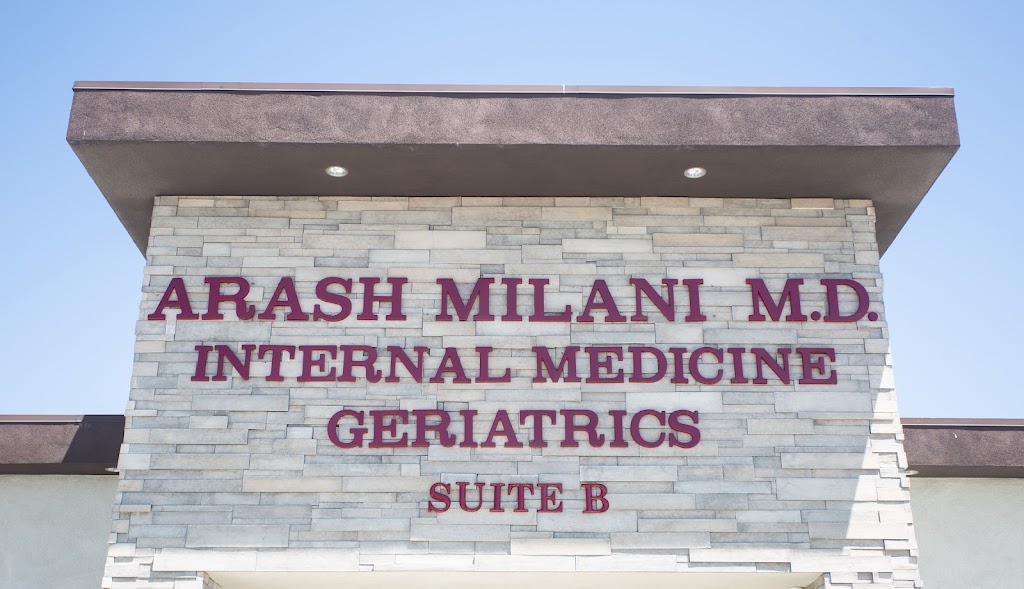 ARASH MILANI M.D.
INTERNAL MEDICINE
GERIATRICS
SUITE B